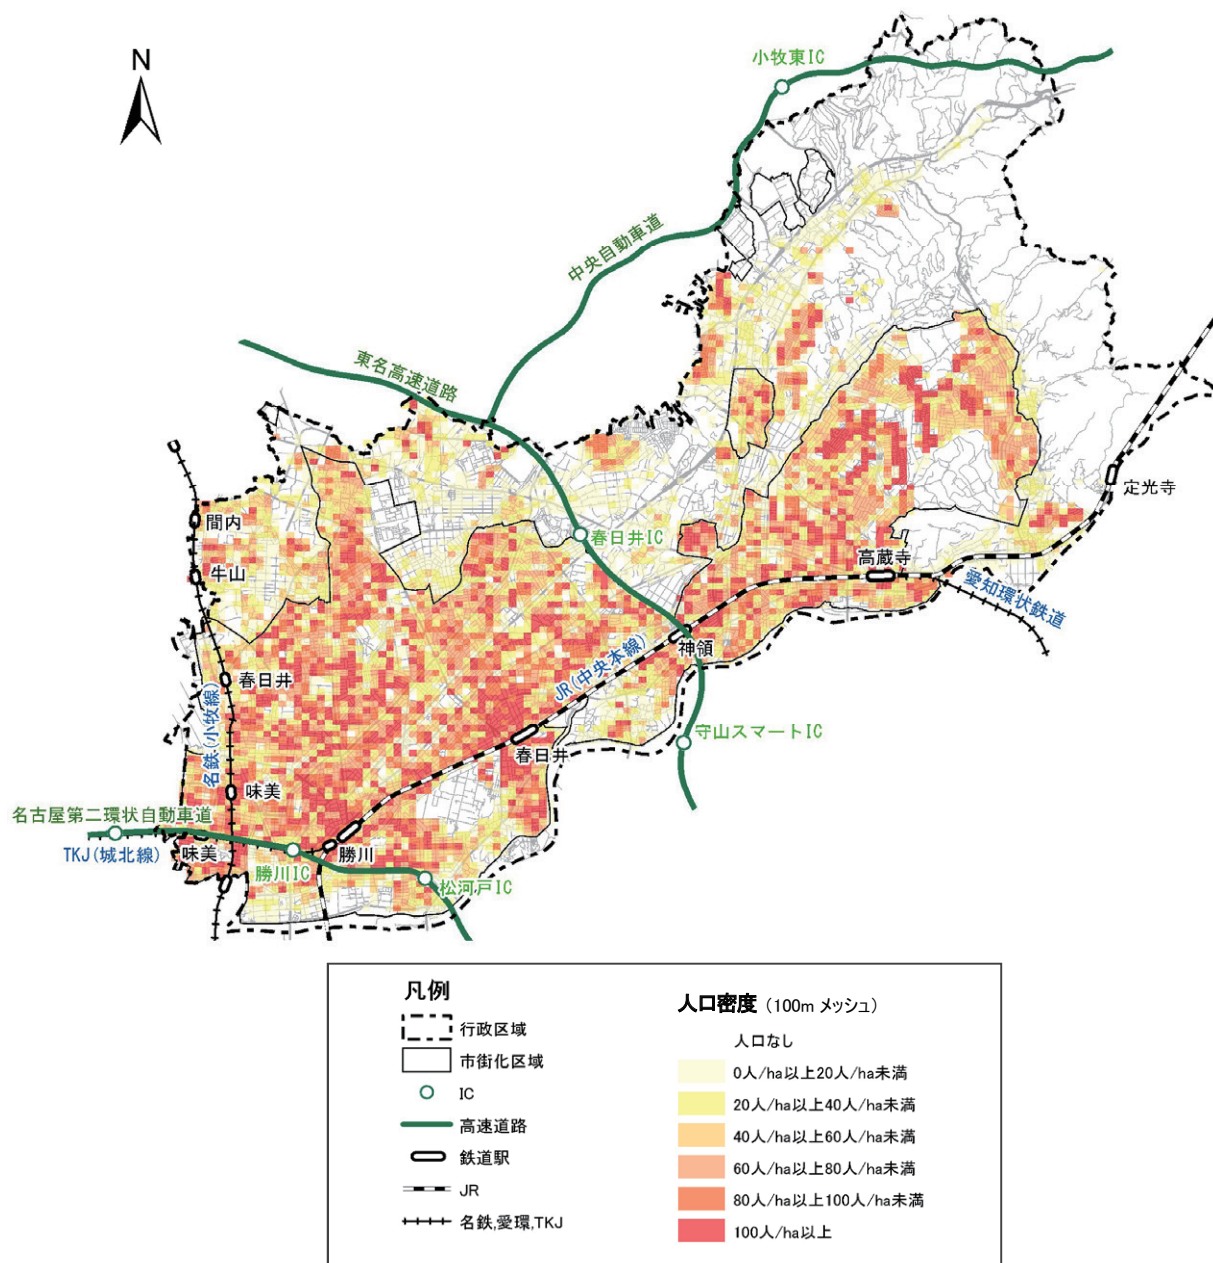 N
小牧東IC
中央自動車道
東名高速道路
定光寺
間内
春日井IC
牛山
高蔵寺
愛知環状鉄道
神領
JR(中央本線)
春日井
名鉄(小牧線)
守山スマートIC
春日井
味美
名古屋第二環状自動車道
TKJ(城北線)
味美
勝川
勝川IC
松河戸IC
凡例
行政区域
市街化区域
IC
高速道路
鉄道駅
JR
名鉄,愛環,TKJ
人口密度 (100m メッシュ)
人口なし
0人/ha以上20人/ha未満
20人/ha以上40人/ha未満
40人/ha以上60人/ha未満
60人/ha以上80人/ha未満
80人/ha以上100人/ha未満
100人/ha以上